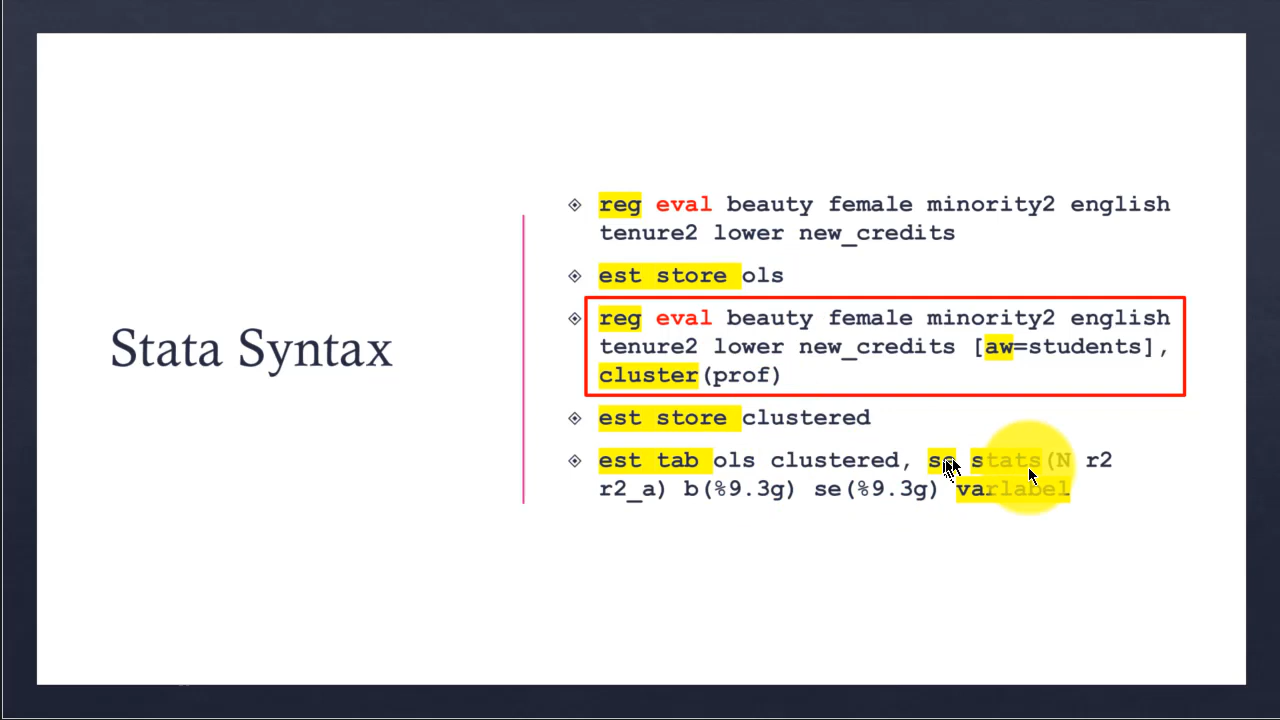 Stata Syntax
reg eval beauty female minority2 english
tenure2 lower new_credits
est store ols
reg eval beauty female minority2 english
tenure2 lower new_credits [aw=students],
cluster(prof)
est store clustered
est tab ols clustered, se stats(N r2
r2_a) b(%9.3g) se(%9.3g) varlabel